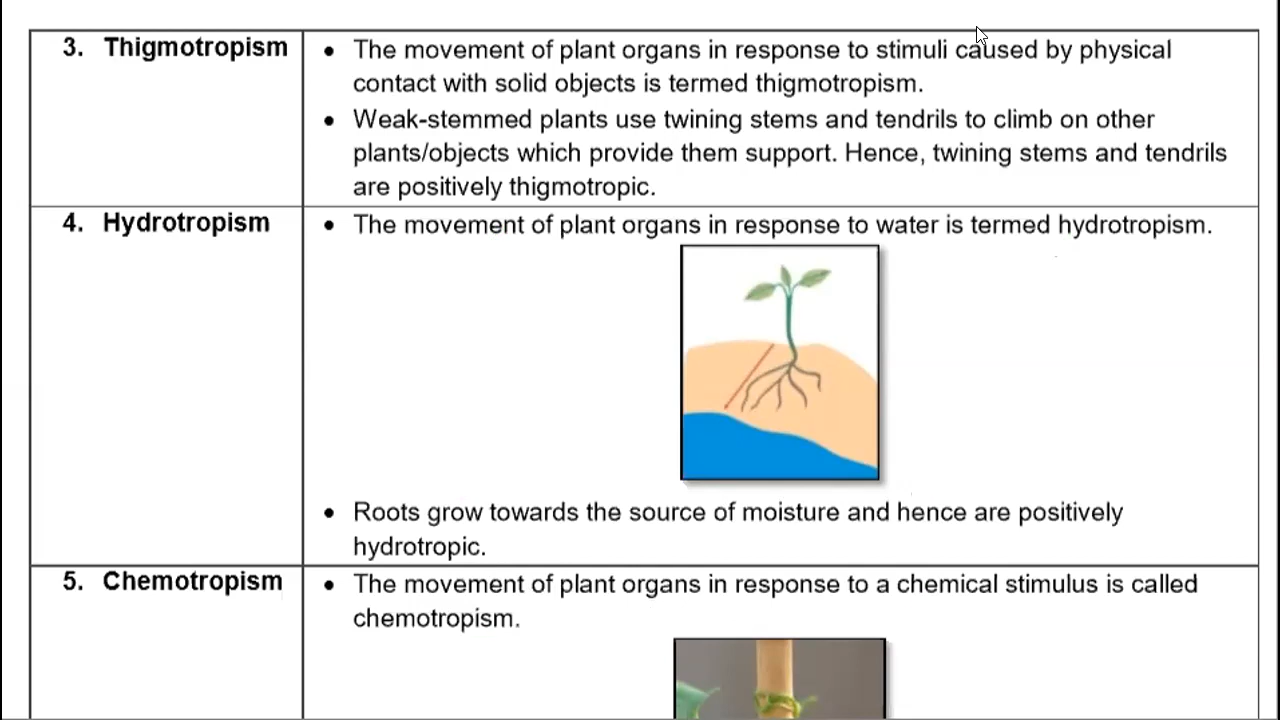 3. Thigmotropism
• The movement of plant organs in response to stimuli caused by physical
contact with solid objects is termed thigmotropism.
• Weak-stemmed plants use twining stems and tendrils to climb on other
plants/objects which provide them support. Hence, twining stems and tendrils
are positively thigmotropic.
4. Hydrotropism
• The movement of plant organs in response to water is termed hydrotropism.
• Roots grow towards the source of moisture and hence are positively
hydrotropic.
5. Chemotropism
• The movement of plant organs in response to a chemical stimulus is called
chemotropism.